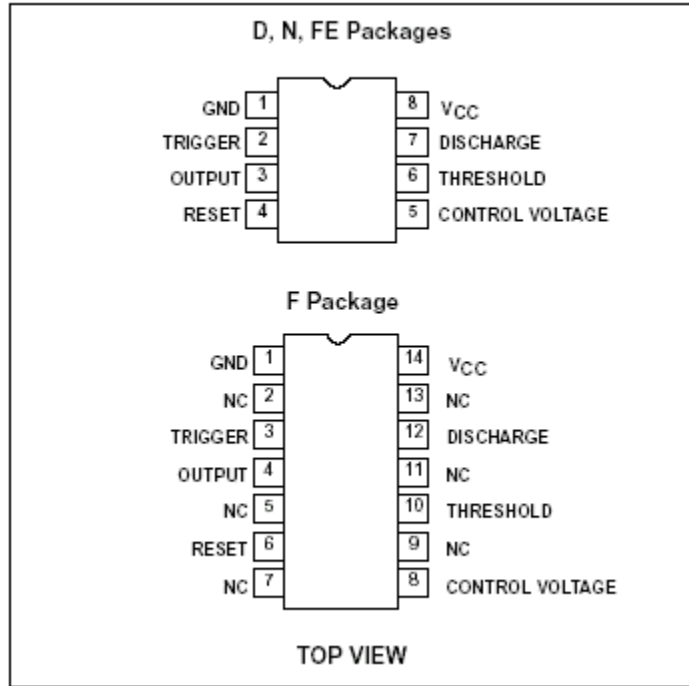 D, N, FE Packages
GND 1 8 VCC
TRIGGER 2 7 DISCHARGE
OUTPUT 3 6 THRESHOLD
RESET 4 5 CONTROL VOLTAGE
F Package
GND 1 14 VCC
NC 2 13 NC
TRIGGER 3 12 DISCHARGE
OUTPUT 4 11 NC
NC 5 10 THRESHOLD
RESET 6 9 NC
NC 7 8 CONTROL VOLTAGE
TOP VIEW